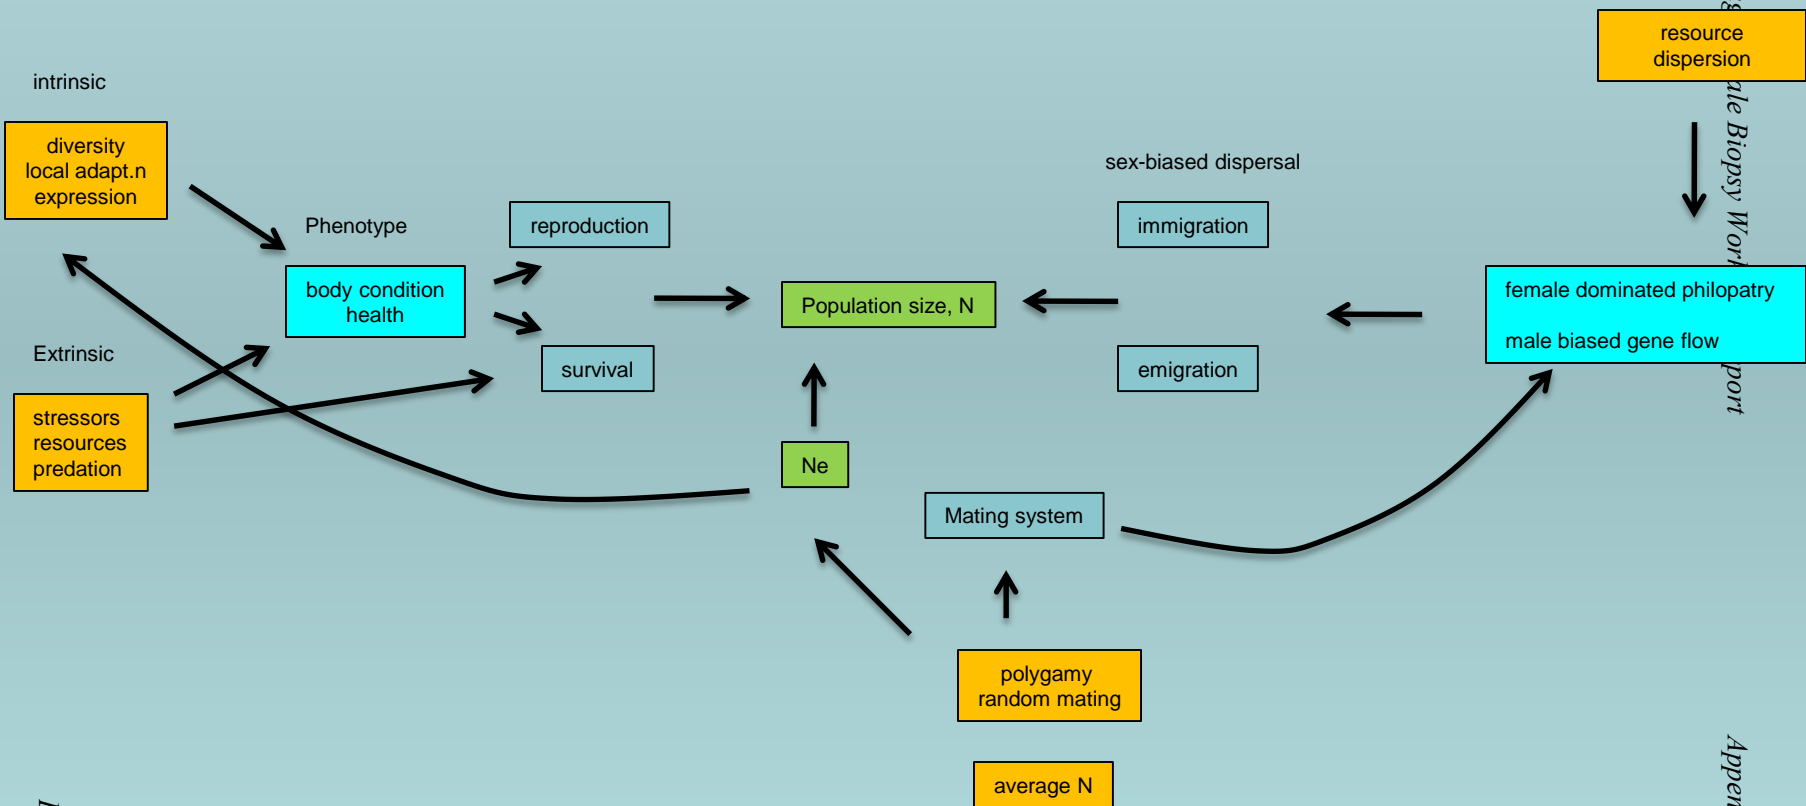 resource
dispersion
intrinsic
diversity
local adapt.n
expression
sex-biased dispersal
Phenotype
reproduction
immigration
body condition
health
Population size, N
female dominated philopatry
male biased gene flow
Extrinsic
survival
emigration
stressors
resources
predation
Ne
Mating system
polygamy
random mating
average N
Biopsy